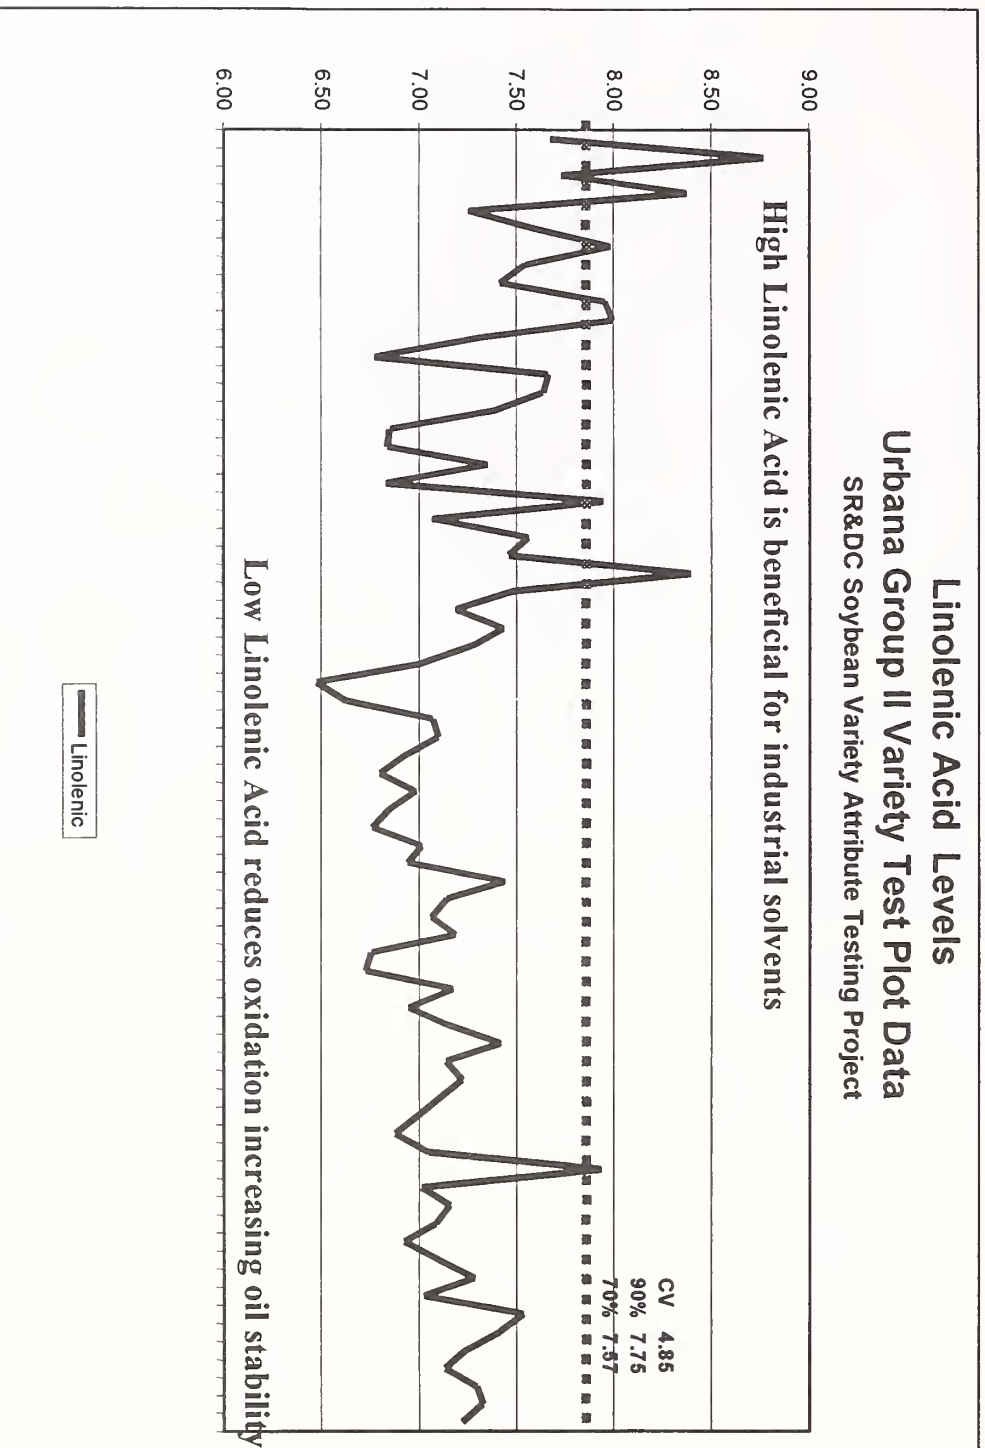 Linolenic Acid Levels
Urbana Group II Variety Test Plot Data
SR&DC Soybean Variety Attribute Testing Project
9.00
8.50
8.00
7.50
7.00
6.50
6.00
High Linolenic Acid is beneficial for industrial solvents
CV 4.85
90% 7.75
70% 7.57
Low Linolenic Acid reduces oxidation increasing oil stability
Linolenic